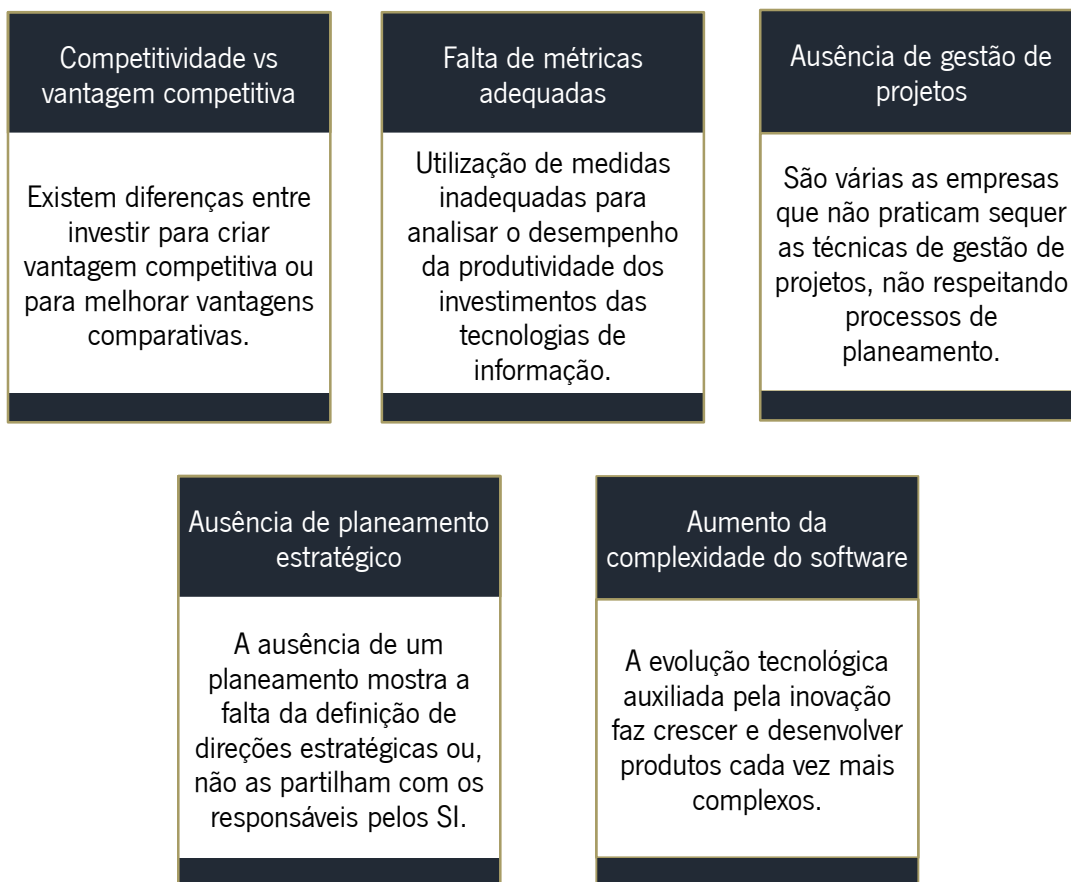 Competitividade vs
vantagem competitiva
Existem diferenças entre
investir para criar
vantagem competitiva ou
para melhorar vantagens
comparativas.
Falta de métricas
adequadas
Utilização de medidas
inadequadas para
analisar o desempenho
da produtividade dos
investimentos das
tecnologias de
informação.
Ausência de gestão de
projetos
São várias as empresas
que não praticam sequer
as técnicas de gestão de
projetos, não respeitando
processos de
planeamento.
Ausência de planeamento
estratégico
A ausência de um
planeamento mostra a
falta da definição de
direções estratégicas ou,
não as partilham com os
responsáveis pelos SI.
Aumento da
complexidade do software
A evolução tecnológica
auxiliada pela inovação
faz crescer e desenvolver
produtos cada vez mais
complexos.